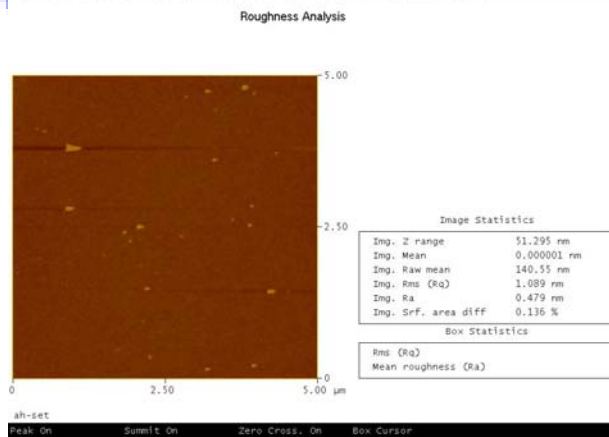 Roughness Analysis
5.00
2.50
0
0 2.50 5.00 µm
Image Statistics
Img. Z range 51.295 nm
Img. Mean 0.000001 nm
Img. Raw mean 140.55 nm
Img. Rms (Rq) 1.089 nm
Img. Ra 0.479 nm
Img. Srf. area diff 0.136 %
Box Statistics
Rms (Rq)
Mean roughness (Ra)
ah-set
Peak On Summit On Zero Cross. On Box Cursor